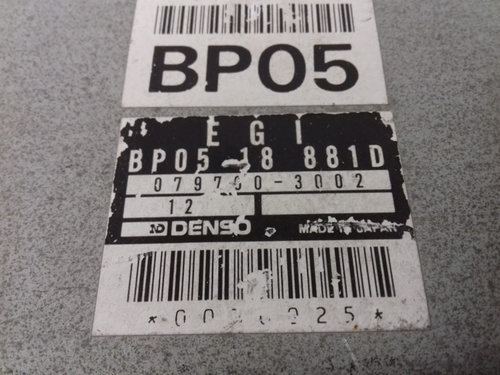 BP05
EGI
BP05-18 881D
079700-3002
12
DENSO MADE IN JAPAN